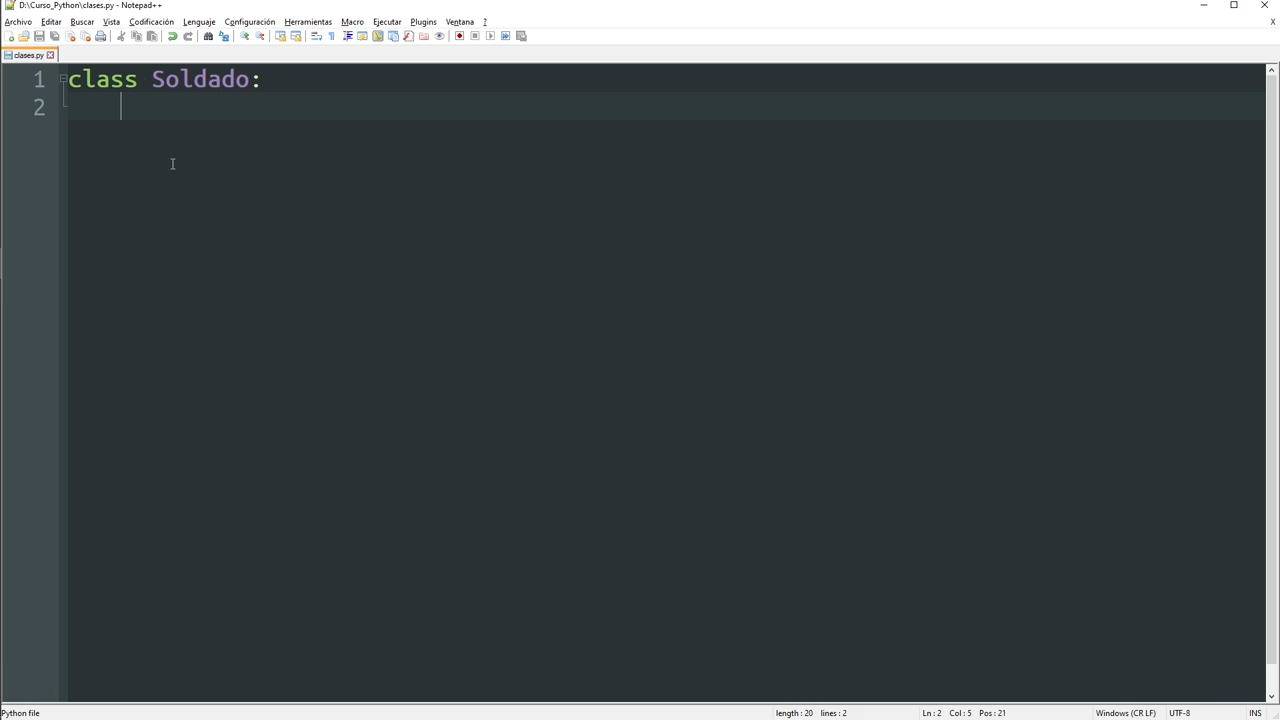 D:\Curso_Python\clases.py - Notepad++
Archivo Editar Buscar Vista Codificación Lenguaje Configuración Herramientas Macro Ejecutar Plugins Ventana ? X
clases.py
1 class Soldado:
2
Python file length : 20 lines : 2 Ln : 2 Col : 5 Pos : 21 Windows (CR LF) UTF-8 INS